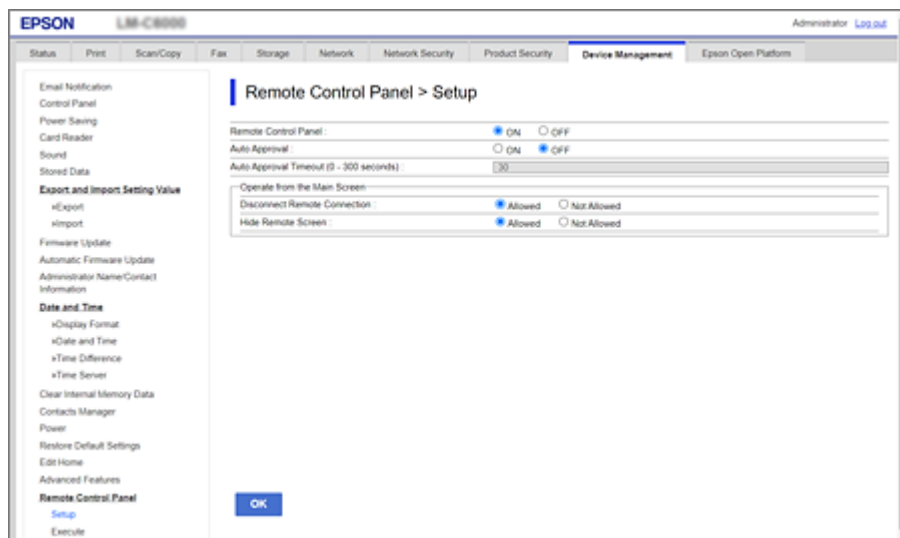 EPSON
Administrator Log out
Status Print Scan/Copy Fax Storage Network Network Security Product Security Device Management Epson Open Platform
Email Notification
Control Panel
Power Saving
Card Reader
Sound
Stored Data
Export and Import Setting Value
»Export
»Import
Firmware Update
Automatic Firmware Update
Administrator Name/Contact
Information
Date and Time
»Display Format
»Date and Time
»Time Difference
»Time Server
Clear Internal Memory Data
Contacts Manager
Power
Restore Default Settings
Edit Home
Advanced Features
Remote Control Panel
Setup
Execute
Remote Control Panel > Setup
Remote Control Panel : ON OFF
Auto Approval : ON OFF
Auto Approval Timeout (0 - 300 seconds) : 30
Operate from the Main Screen
Disconnect Remote Connection : Allowed Not Allowed
Hide Remote Screen : Allowed Not Allowed
OK